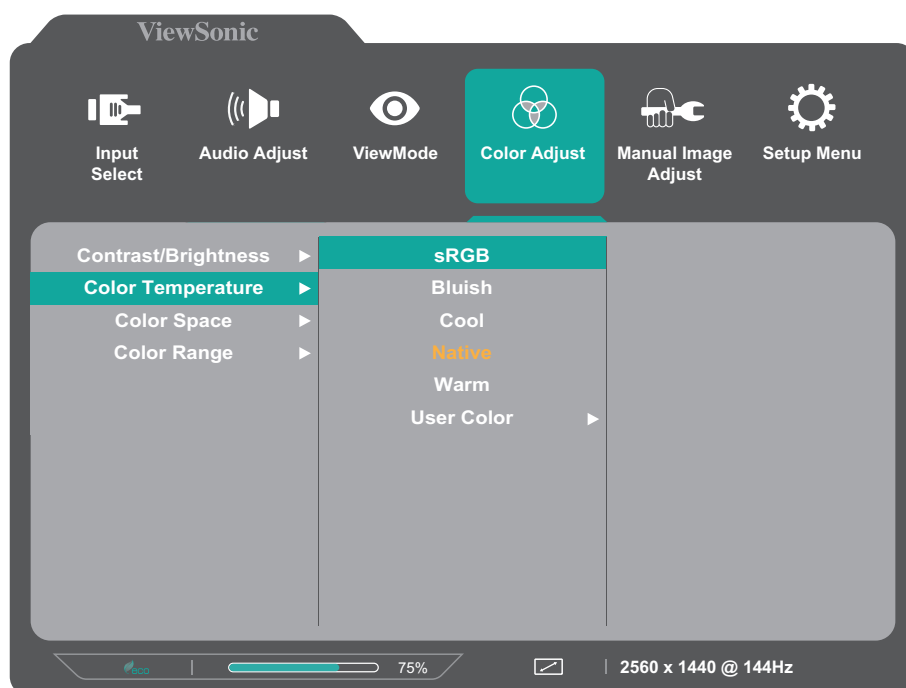 ViewSonic
Input
Select
Audio Adjust
ViewMode
Color Adjust
Manual Image
Adjust
Setup Menu
Contrast/Brightness
Color Temperature
Color Space
Color Range
sRGB
Bluish
Cool
Native
Warm
User Color
eco
75%
2560 x 1440 @ 144Hz